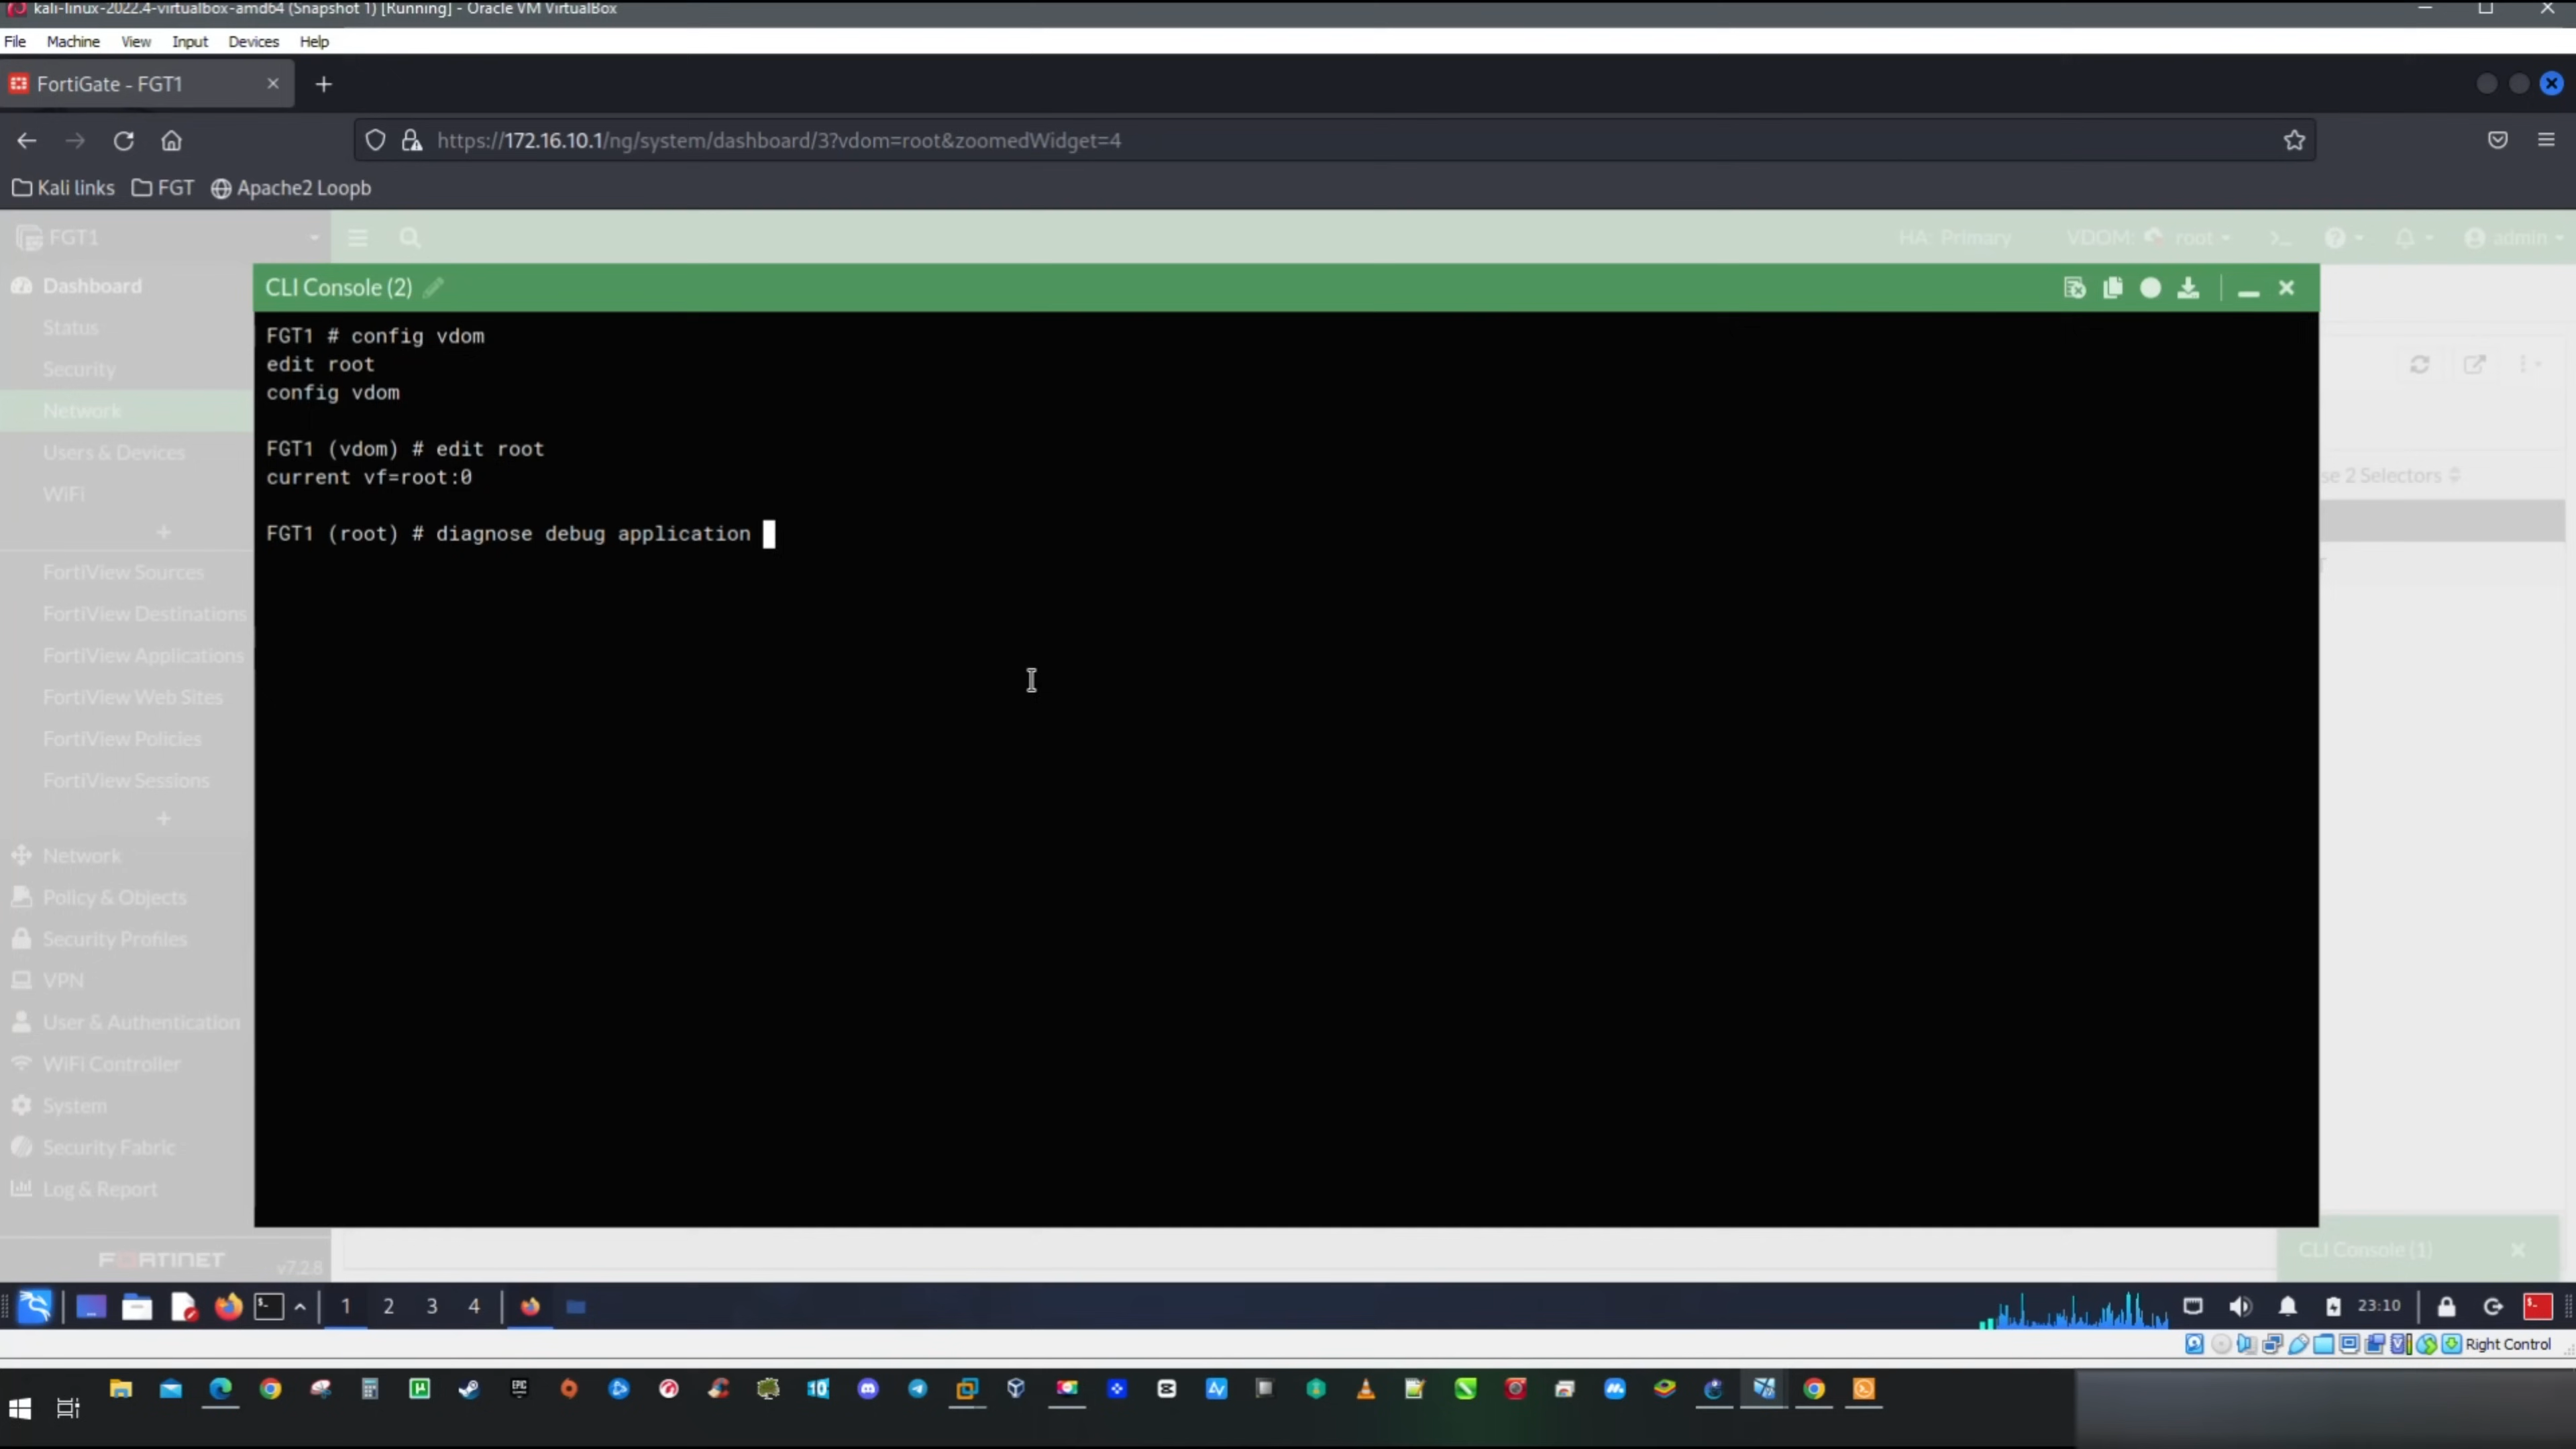 kali-linux-2022.4-virtualbox-amd64 (Snapshot 1) [Running] - Oracle VM VirtualBox
File Machine View Input Devices Help
FortiGate - FGT1
https://172.16.10.1/ng/system/dashboard/3?vdom=root&zoomedWidget=4
Kali links FGT Apache2 Loopb
FGT1 HA: Primary VDOM: root admin
CLI Console (2)
FGT1 # config vdom
edit root
config vdom
FGT1 (vdom) # edit root
current vf=root:0
FGT1 (root) # diagnose debug application
Dashboard
Status
Security
Network
Users & Devices
WiFi
FortiView Sources
FortiView Destinations
FortiView Applications
FortiView Web Sites
FortiView Policies
FortiView Sessions
Network
Policy & Objects
Security Profiles
VPN
User & Authentication
WiFi Controller
System
Security Fabric
Log & Report
se 2 Selectors
FORTINET v7.2.8
CLI Console (1)
1 2 3 4 23:10
Right Control